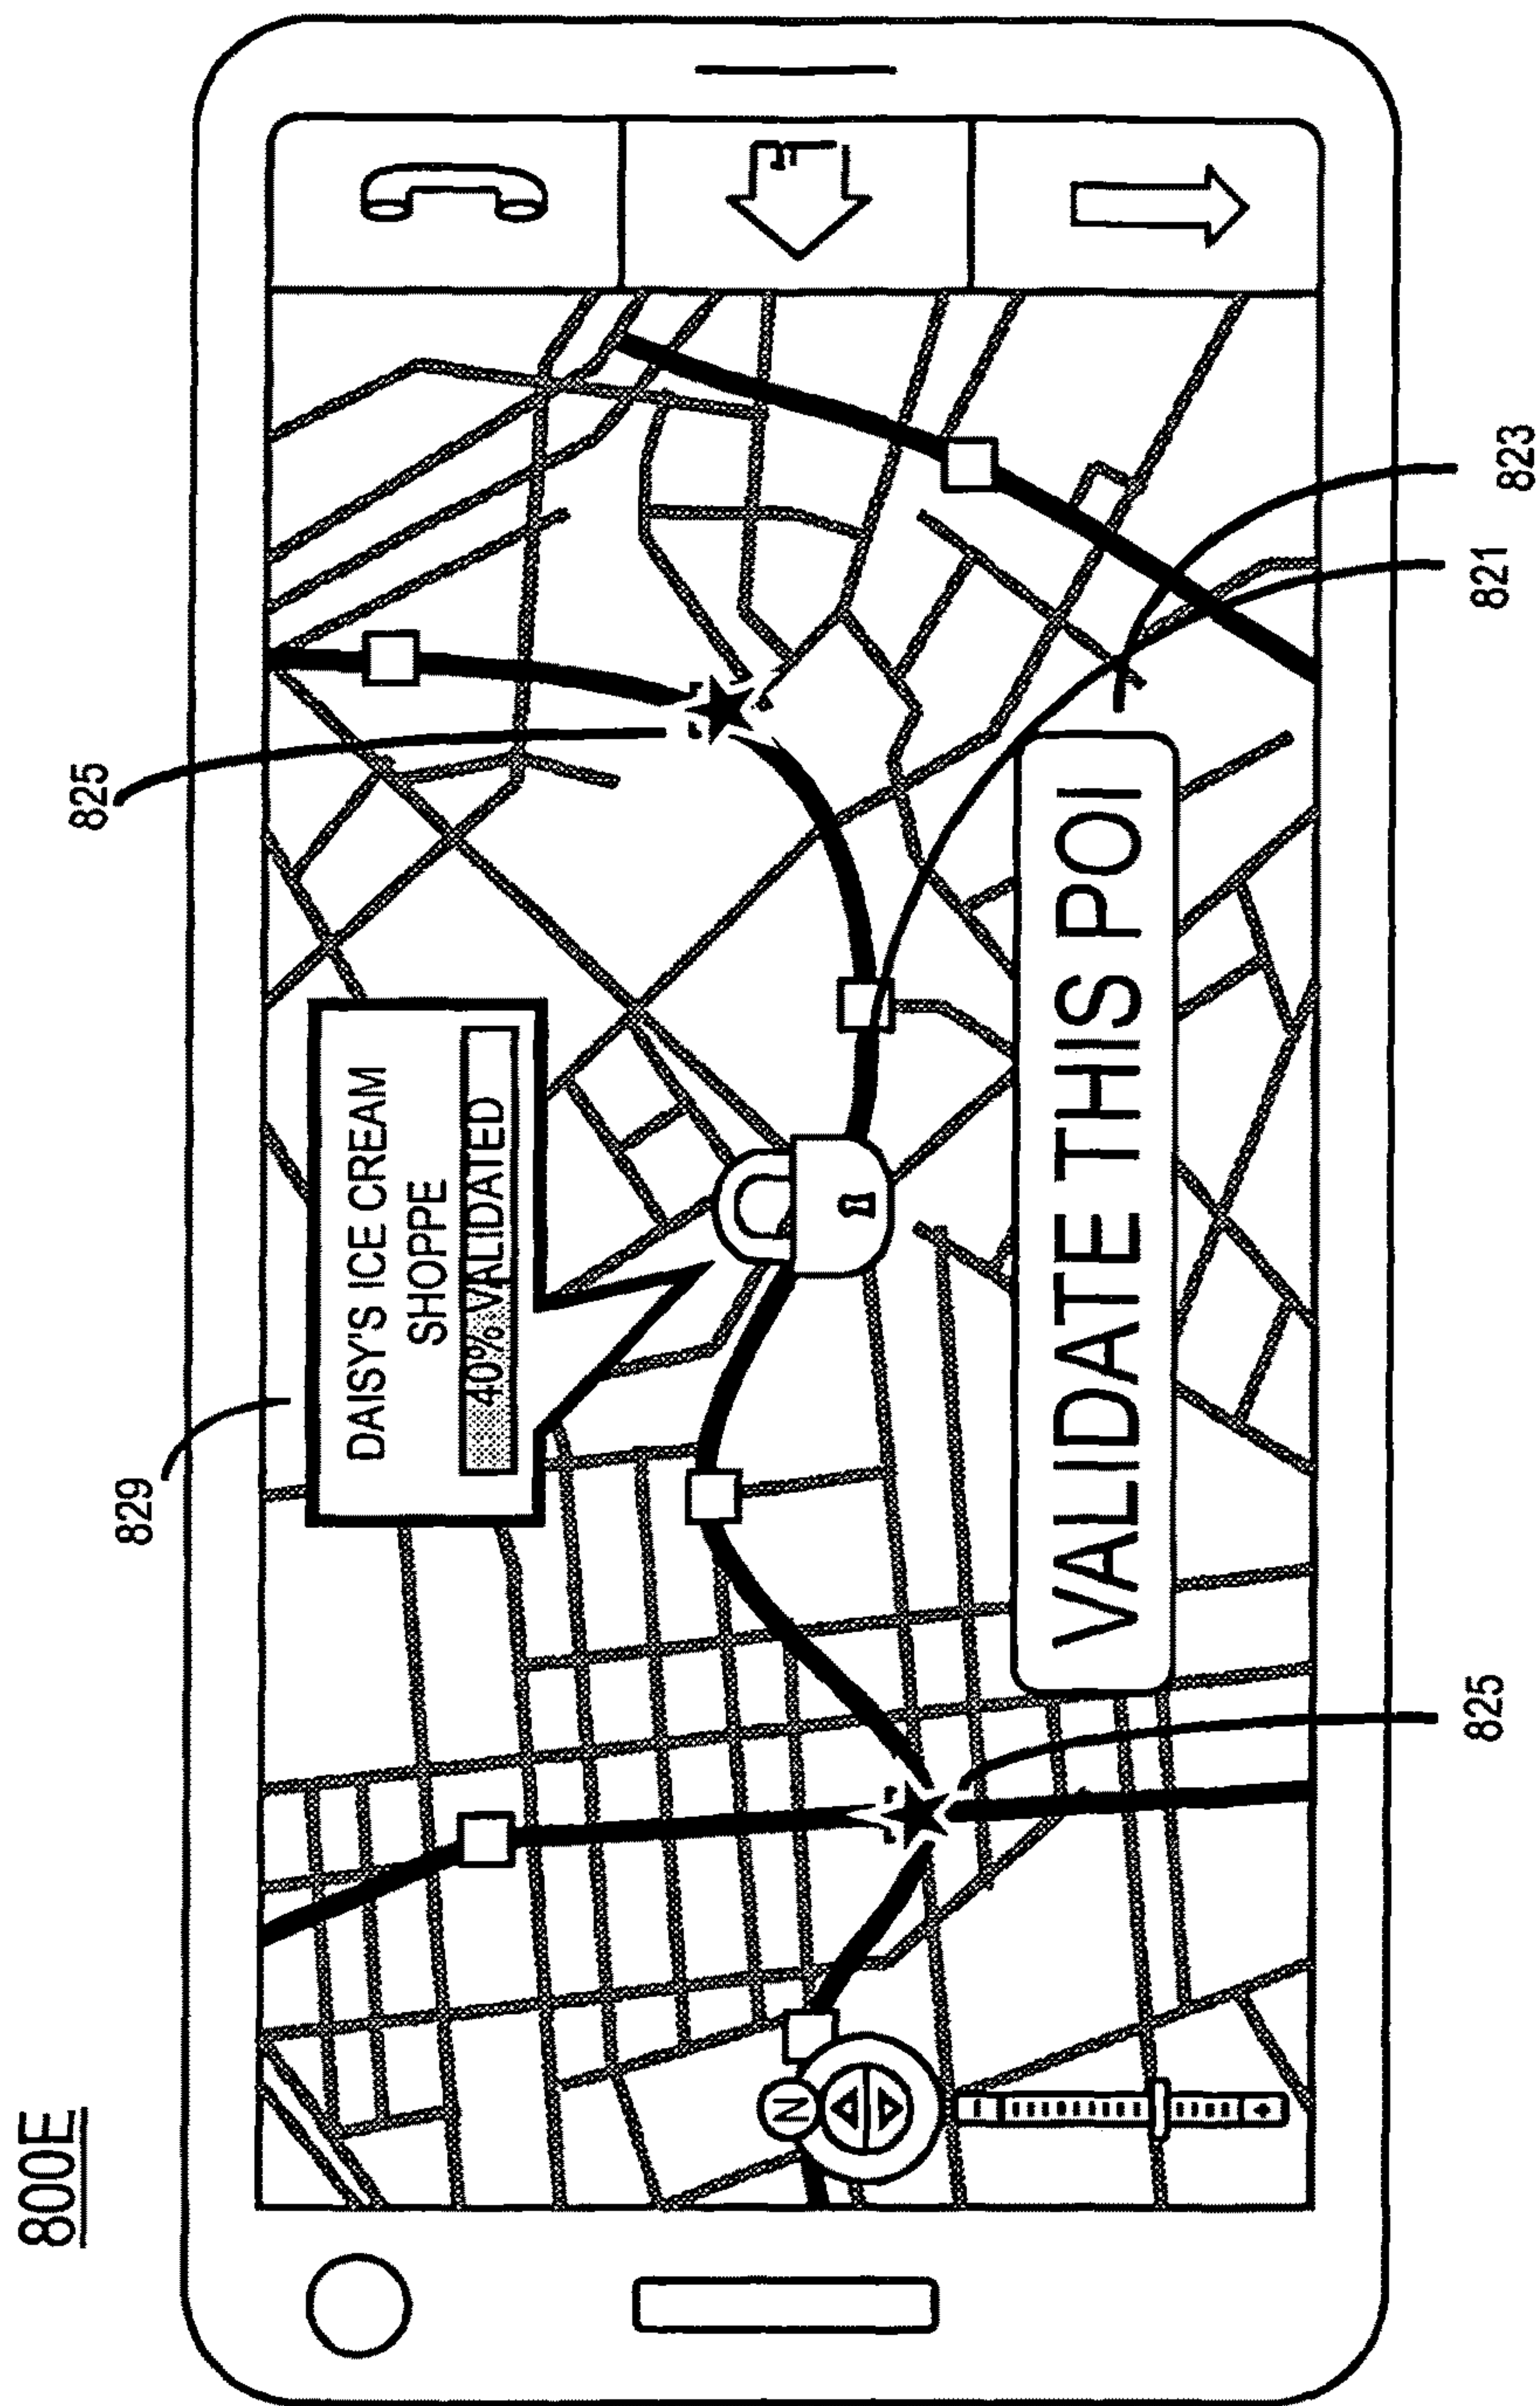 800E
829
825
DAISY'S ICE CREAM
SHOPPE
40% VALIDATED
N
VALIDATE THIS POI
825
821
823